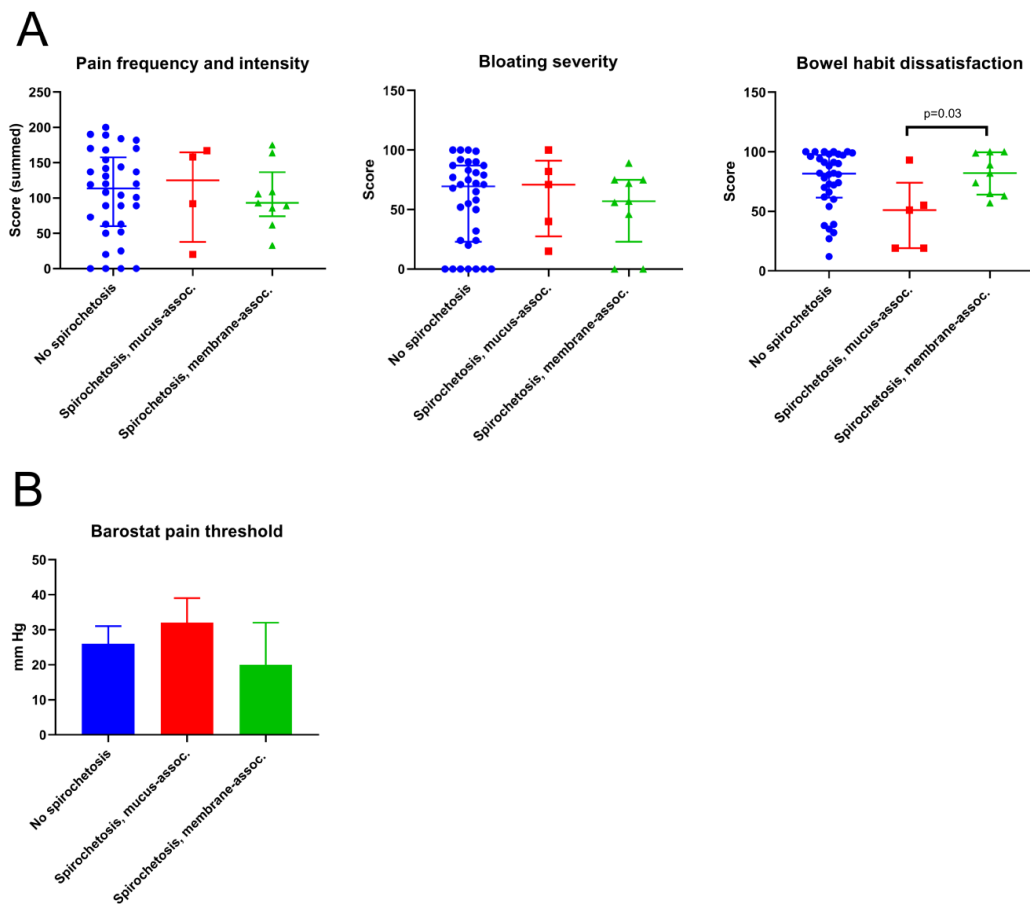 A
Pain frequency and intensity
Score (summed)
250
200
150
100
50
0
No spirochetosis
Spirochetosis, mucus-assoc.
Spirochetosis, membrane-assoc.
Bloating severity
Score
150
100
50
0
No spirochetosis
Spirochetosis, mucus-assoc.
Spirochetosis, membrane-assoc.
Bowel habit dissatisfaction
p=0.03
Score
150
100
50
0
No spirochetosis
Spirochetosis, mucus-assoc.
Spirochetosis, membrane-assoc.
B
Barostat pain threshold
mm Hg
50
40
30
20
10
0
No spirochetosis
Spirochetosis, mucus-assoc.
Spirochetosis, membrane-assoc.